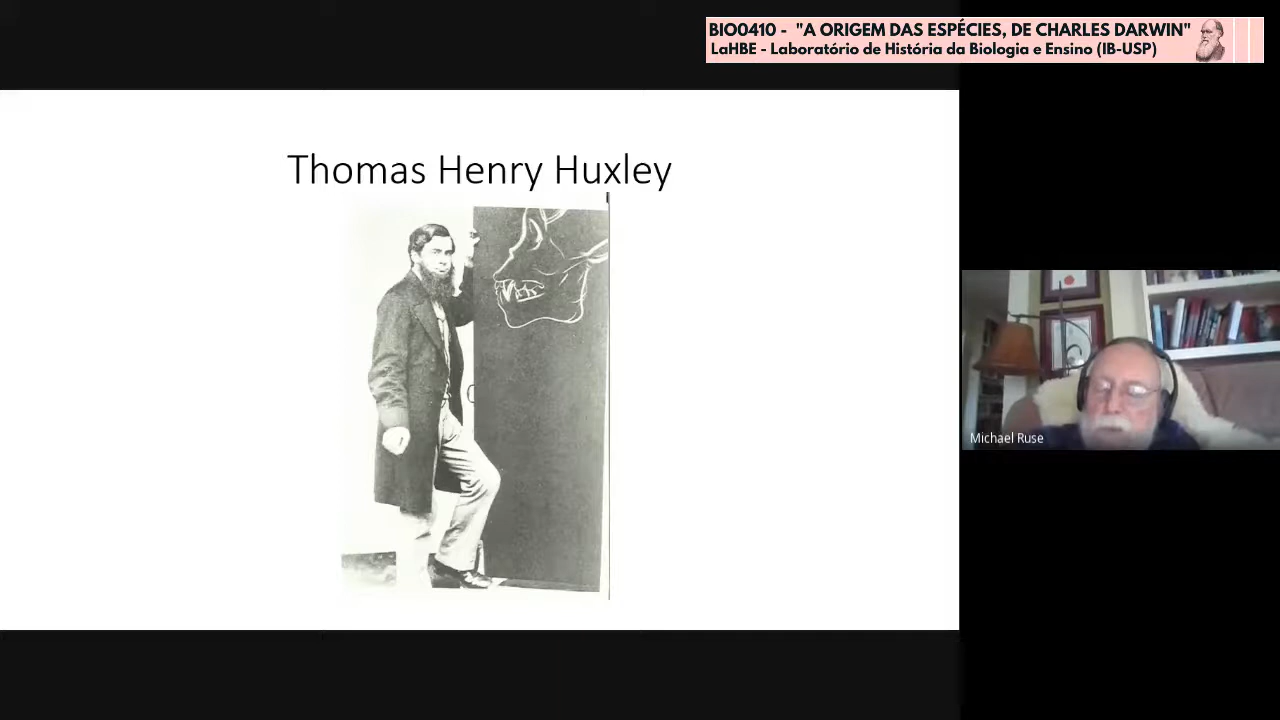 BIO0410 - "A ORIGEM DAS ESPÉCIES, DE CHARLES DARWIN"
LaHBE - Laboratório de História da Biologia e Ensino (IB-USP)
Thomas Henry Huxley
Michael Ruse